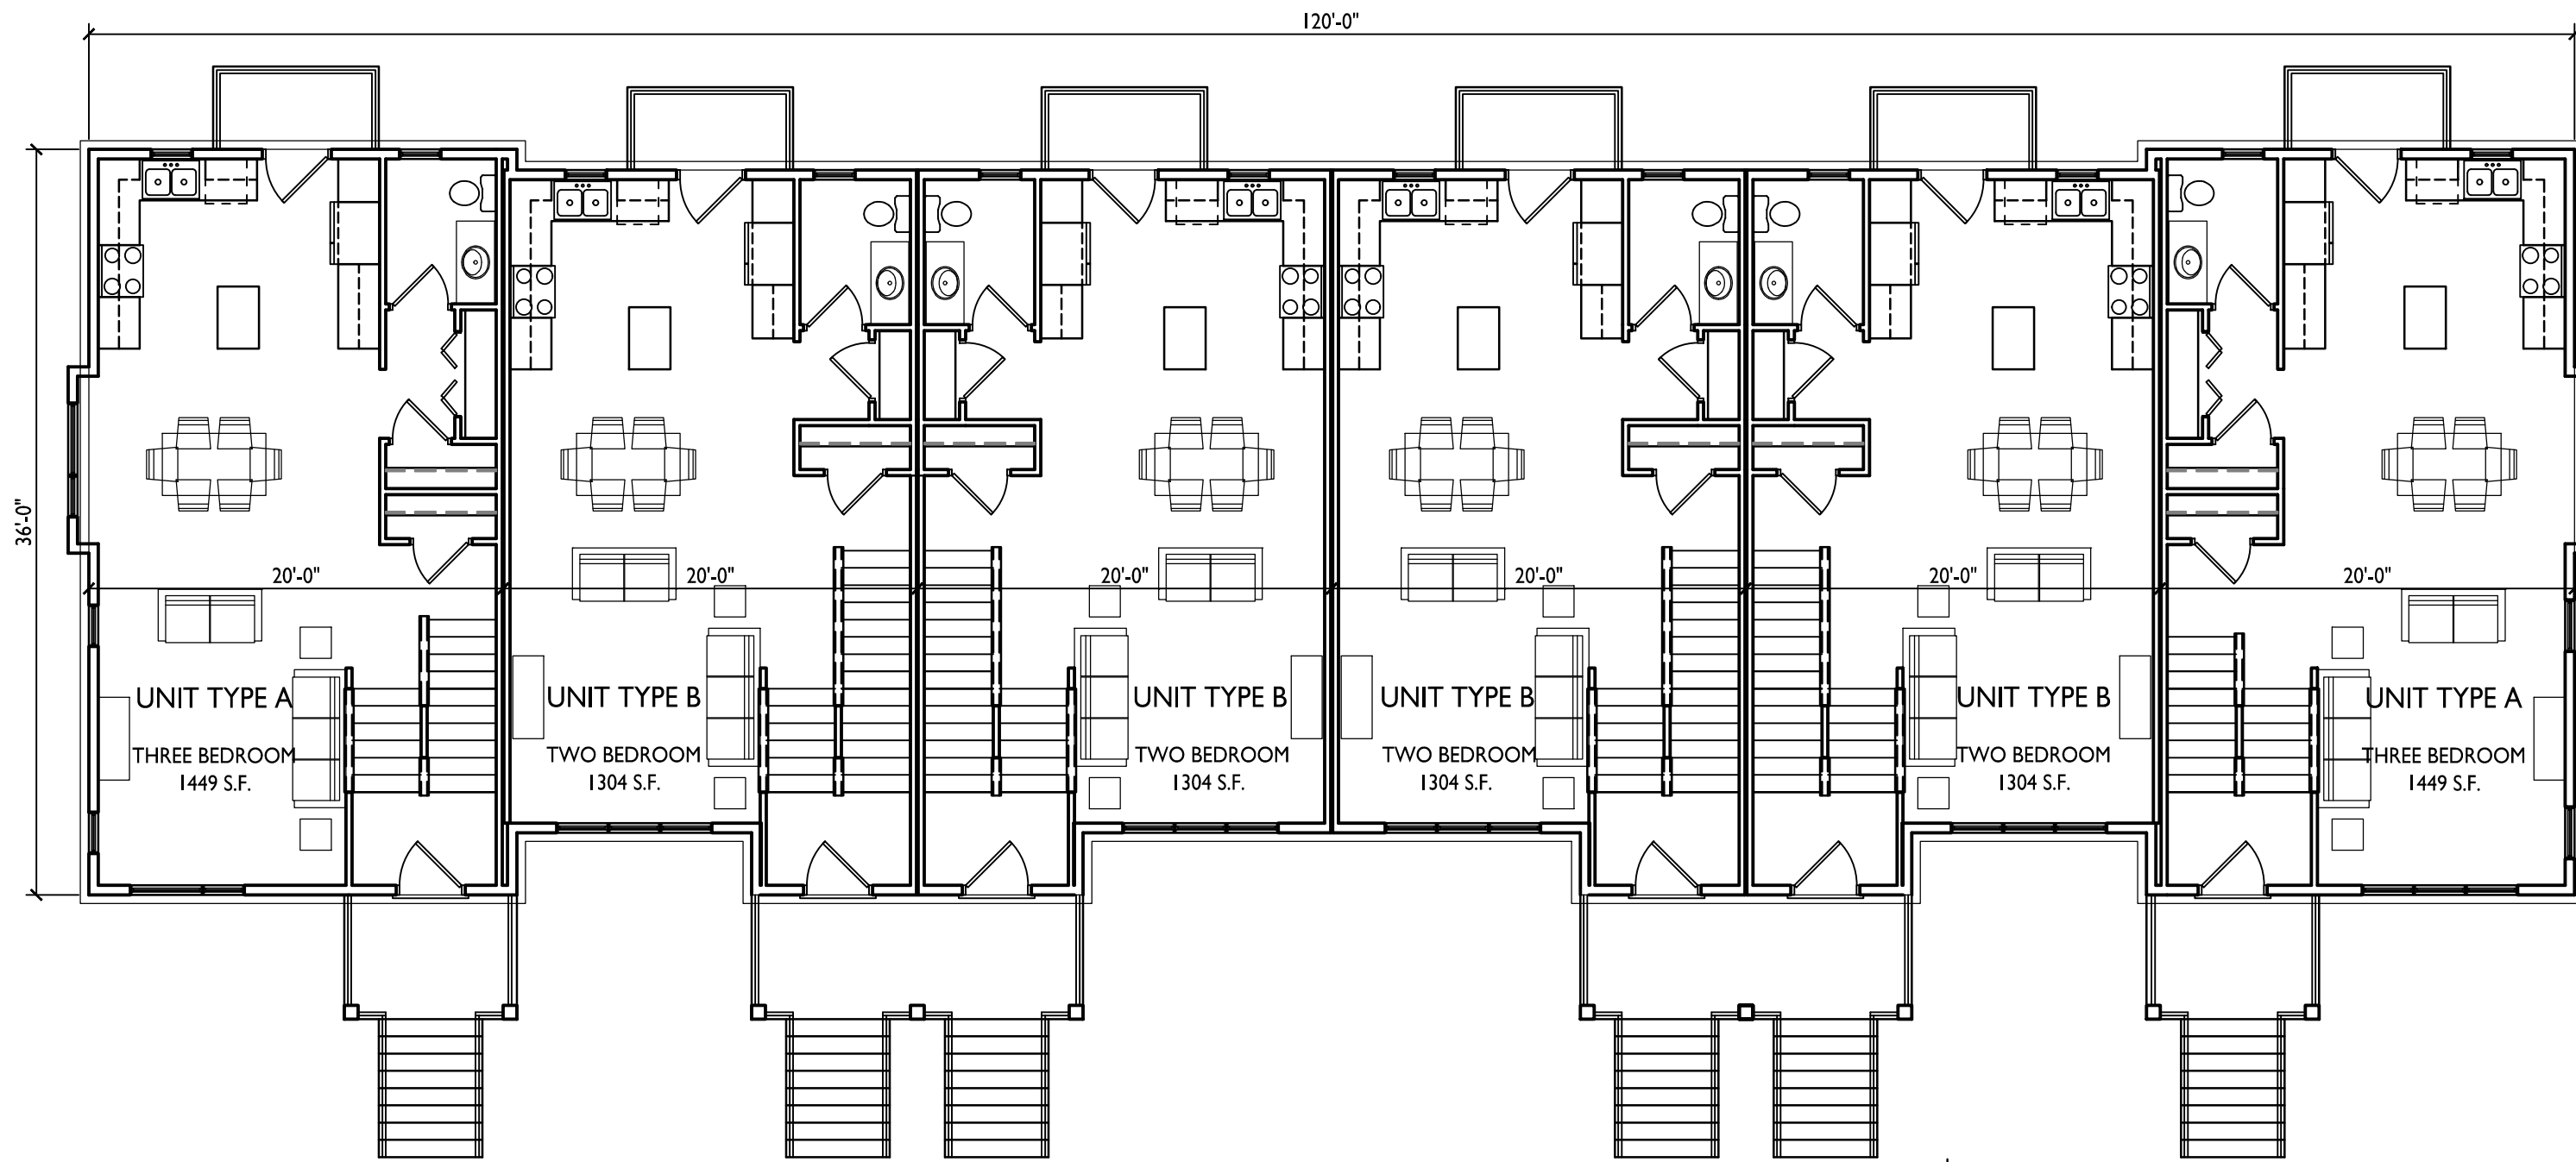 120'-0"
36'-0"
20'-0"
20'-0"
20'-0"
20'-0"
20'-0"
20'-0"
UNIT TYPE A
THREE BEDROOM
1449 S.F.
UNIT TYPE B
TWO BEDROOM
1304 S.F.
UNIT TYPE B
TWO BEDROOM
1304 S.F.
UNIT TYPE B
TWO BEDROOM
1304 S.F.
UNIT TYPE B
TWO BEDROOM
1304 S.F.
UNIT TYPE A
THREE BEDROOM
1449 S.F.